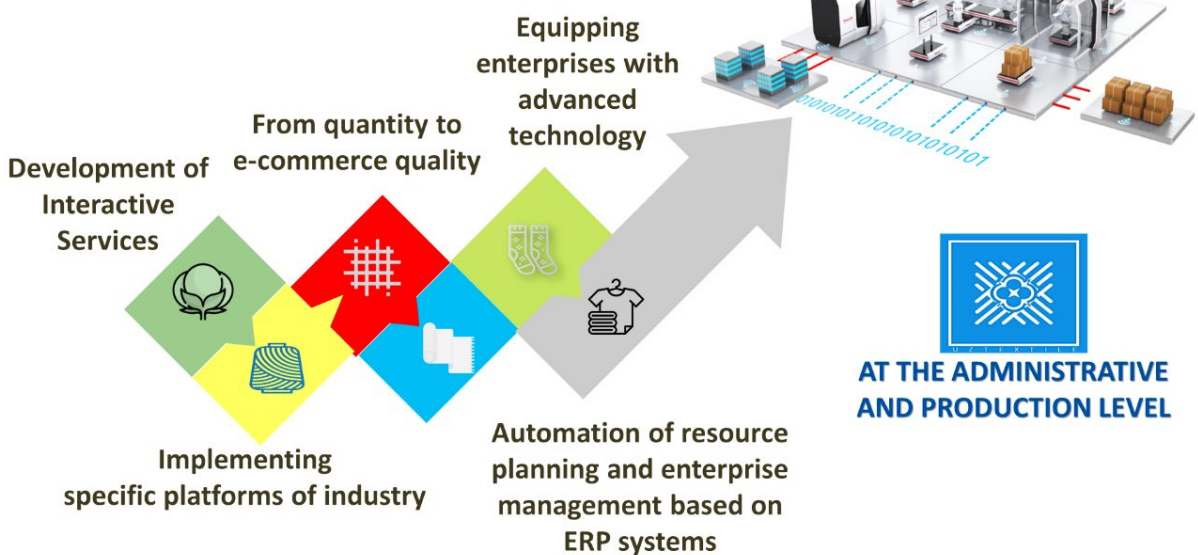 Equipping
enterprises with
advanced
technology
From quantity to
e-commerce quality
Development of
Interactive
Services
Implementing
specific platforms of industry
Automation of resource
planning and enterprise
management based on
ERP systems
UZTEXTILE
AT THE ADMINISTRATIVE
AND PRODUCTION LEVEL